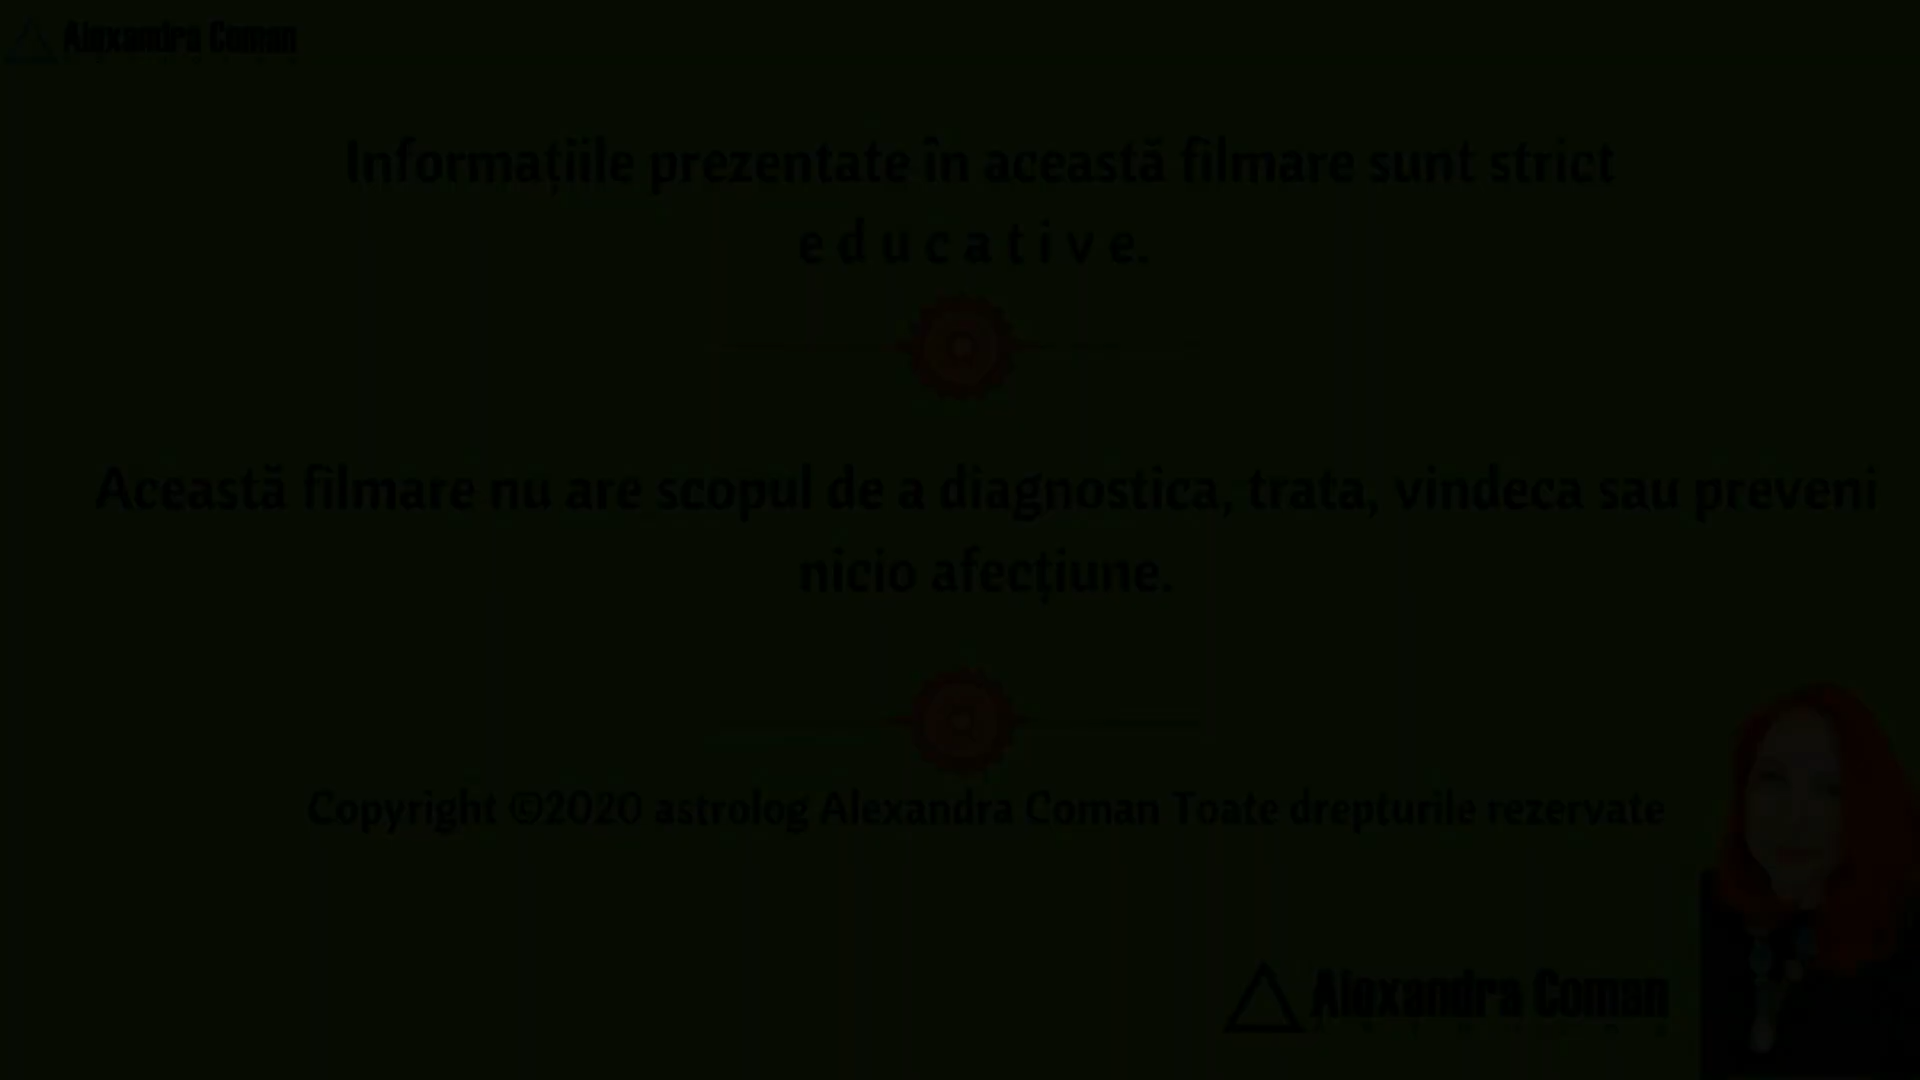 Alexandra Coman
Informațiile prezentate în această filmare sunt strict
e d u c a t i v e.
Această filmare nu are scopul de a diagnostica, trata, vindeca sau preveni
nicio afecțiune.
Copyright ©2020 astrolog Alexandra Coman Toate drepturile rezervate
Alexandra Coman